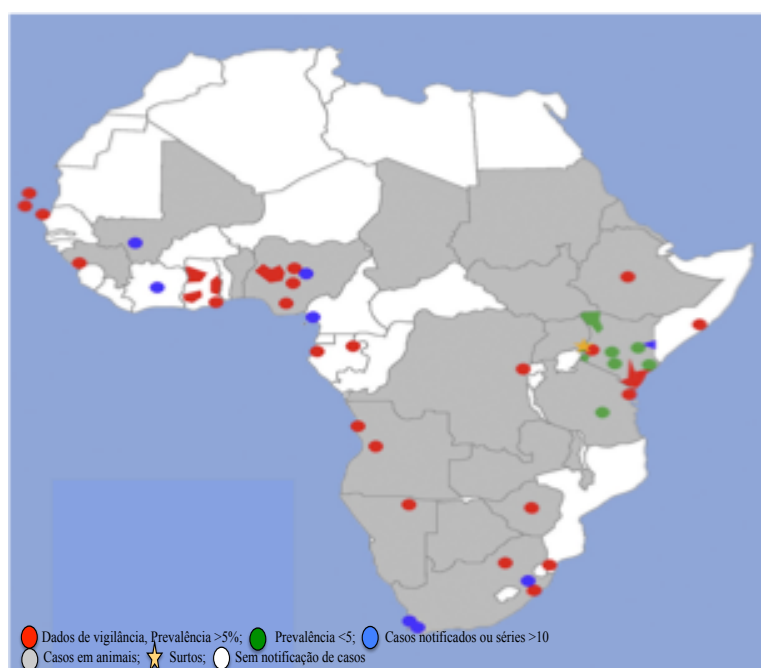 Dados de vigilância, Prevalência >5%; Prevalência <5; Casos notificados ou séries >10
Casos em animais; Surtos; Sem notificação de casos